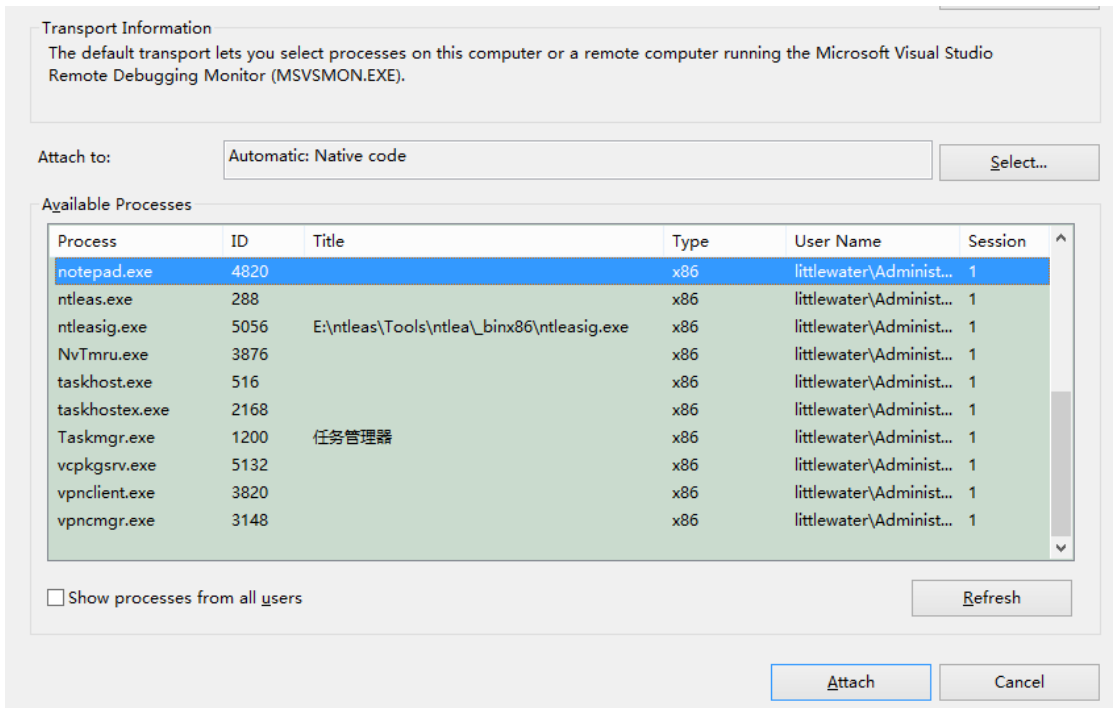 Transport Information
The default transport lets you select processes on this computer or a remote computer running the Microsoft Visual Studio
Remote Debugging Monitor (MSVSMON.EXE).
Attach to: Automatic: Native code Select...
Available Processes
Process ID Title Type User Name Session
notepad.exe 4820 x86 littlewater\Administ... 1
ntleas.exe 288 x86 littlewater\Administ... 1
ntleasig.exe 5056 E:\ntleas\Tools\ntlea\_binx86\ntleasig.exe x86 littlewater\Administ... 1
NvTmru.exe 3876 x86 littlewater\Administ... 1
taskhost.exe 516 x86 littlewater\Administ... 1
taskhostex.exe 2168 x86 littlewater\Administ... 1
Taskmgr.exe 1200 任务管理器 x86 littlewater\Administ... 1
vcpkgsrv.exe 5132 x86 littlewater\Administ... 1
vpnclient.exe 3820 x86 littlewater\Administ... 1
vpncmgr.exe 3148 x86 littlewater\Administ... 1
Show processes from all users Refresh
Attach Cancel